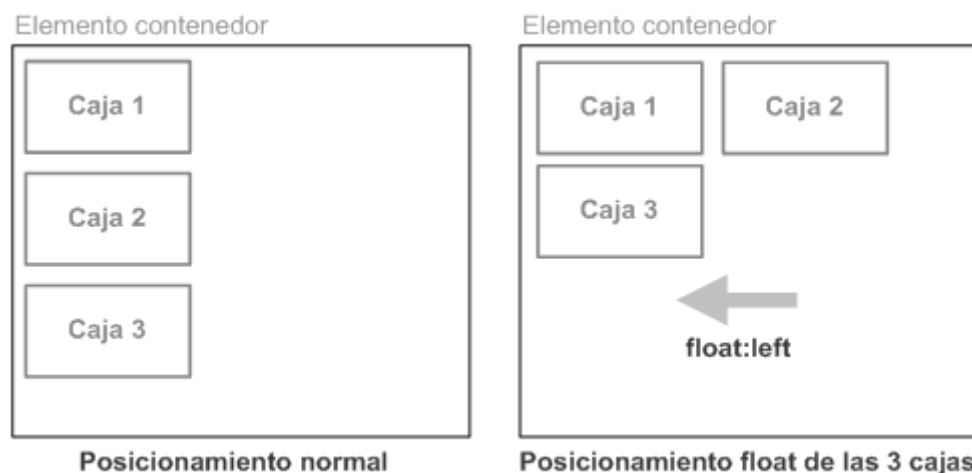 Elemento contenedor
Caja 1
Caja 2
Caja 3
Posicionamiento normal
Elemento contenedor
Caja 1
Caja 2
Caja 3
float:left
Posicionamiento float de las 3 cajas